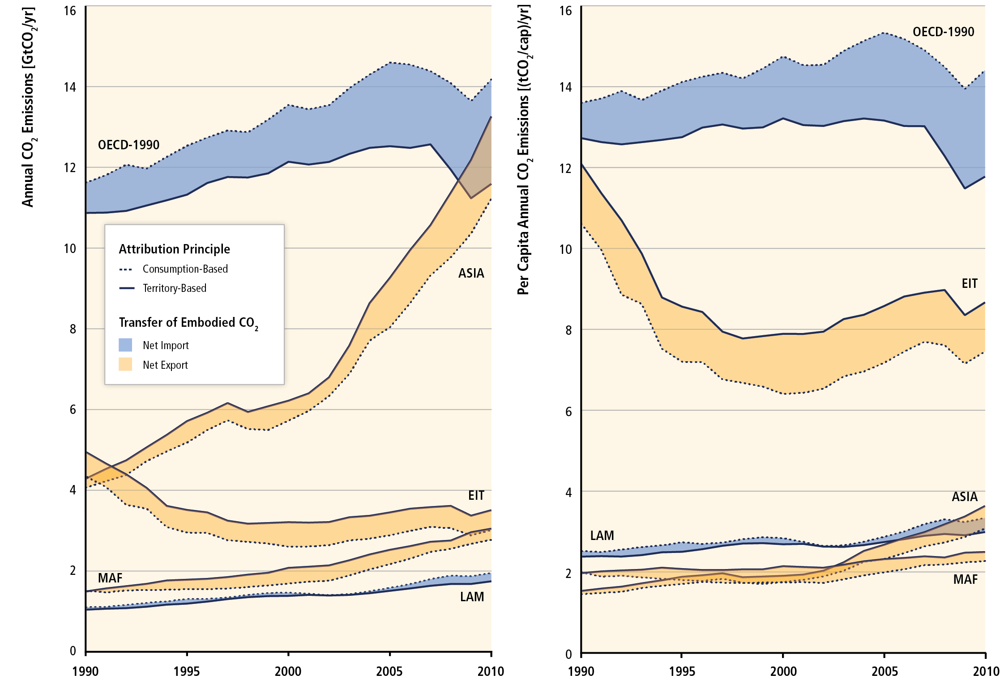 Annual CO2 Emissions [GtCO2/yr]
16
14
12
10
8
6
4
2
0
1990
1995
2000
2005
2010
OECD-1990
ASIA
EIT
MAF
LAM
Attribution Principle
Consumption-Based
Territory-Based
Transfer of Embodied CO2
Net Import
Net Export
Per Capita Annual CO2 Emissions [(tCO2/cap)/yr]
16
14
12
10
8
6
4
2
0
1990
1995
2000
2005
2010
OECD-1990
EIT
ASIA
LAM
MAF